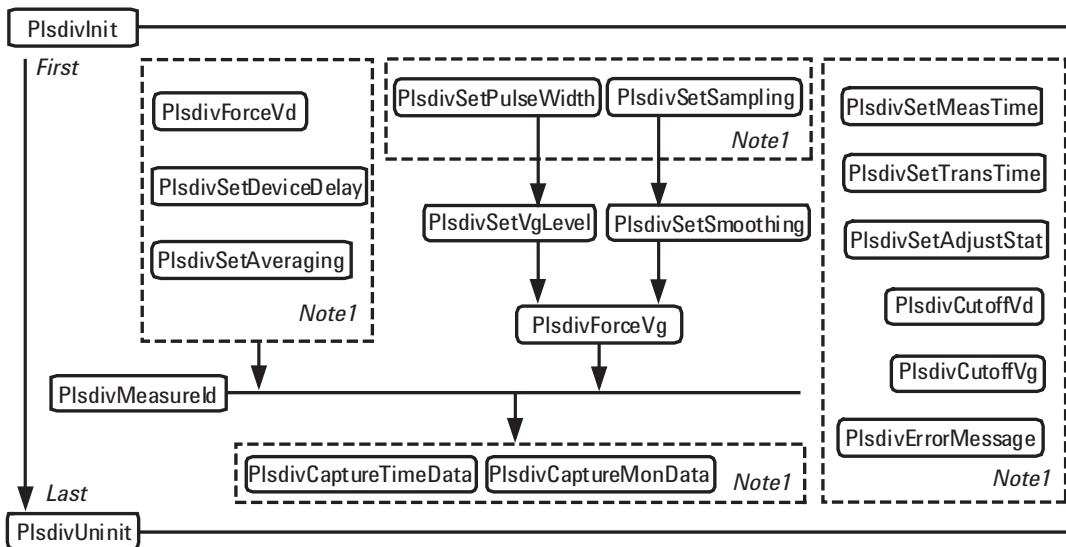 PlsdivInit
First
PlsdivForceVd
PlsdivSetDeviceDelay
PlsdivSetAveraging
Note1
PlsdivSetPulseWidth
PlsdivSetSampling
Note1
PlsdivSetVgLevel
PlsdivSetSmoothing
PlsdivForceVg
PlsdivSetMeasTime
PlsdivSetTransTime
PlsdivSetAdjustStat
PlsdivCutoffVd
PlsdivCutoffVg
PlsdivErrorMessage
Note1
PlsdivMeasureId
PlsdivCaptureTimeData
PlsdivCaptureMonData
Note1
Last
PlsdivUninit